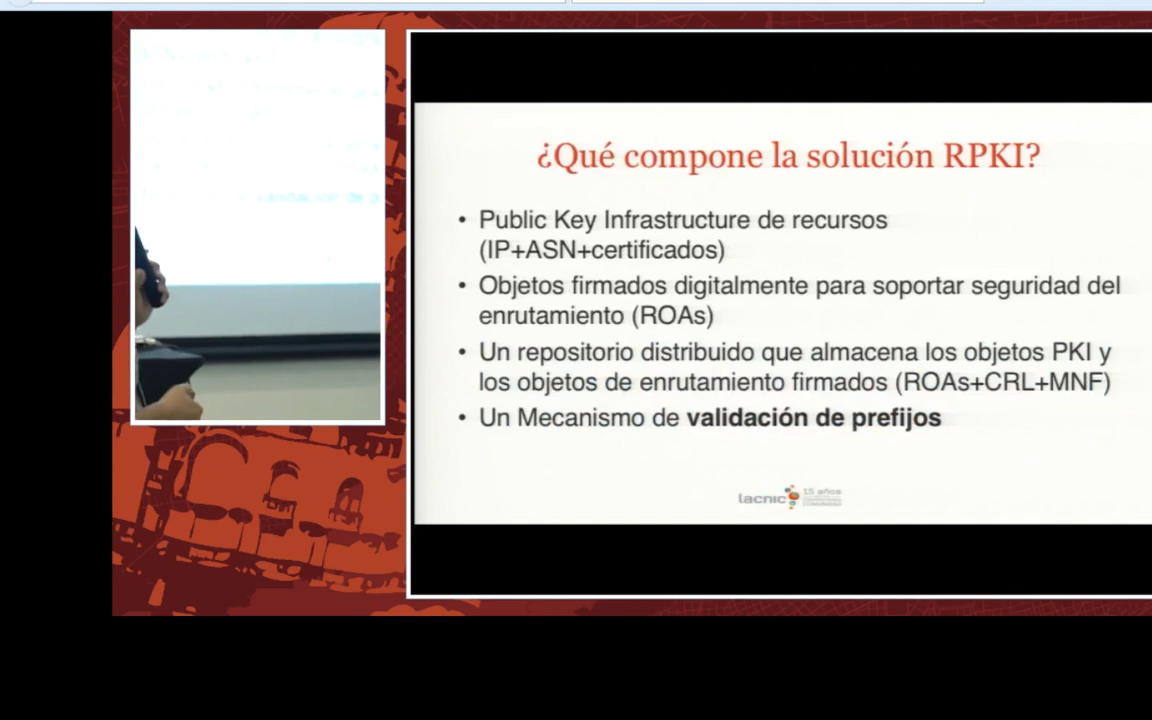 ¿Qué compone la solución RPKI?
• Public Key Infrastructure de recursos
(IP+ASN+certificados)
• Objetos firmados digitalmente para soportar seguridad del
enrutamiento (ROAs)
• Un repositorio distribuido que almacena los objetos PKI y
los objetos de enrutamiento firmados (ROAs+CRL+MNF)
• Un Mecanismo de validación de prefijos
lacnic 15 años